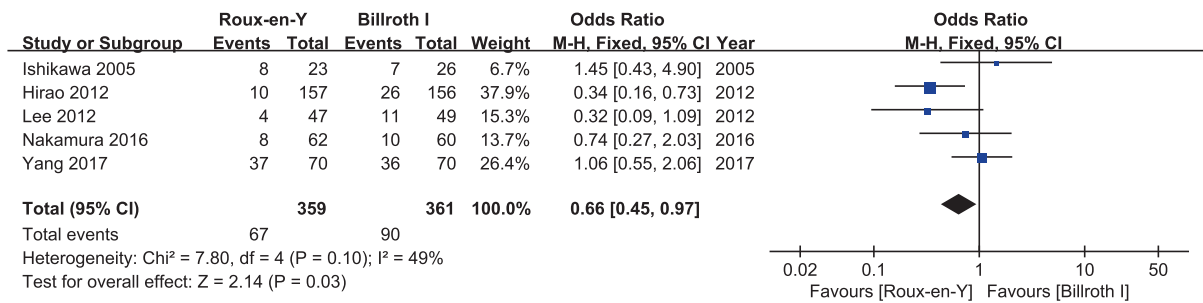 Roux-en-Y Billroth I Odds Ratio Odds Ratio
Study or Subgroup Events Total Events Total Weight M-H, Fixed, 95% CI Year M-H, Fixed, 95% CI
Ishikawa 2005 8 23 7 26 6.7% 1.45 [0.43, 4.90] 2005
Hirao 2012 10 157 26 156 37.9% 0.34 [0.16, 0.73] 2012
Lee 2012 4 47 11 49 15.3% 0.32 [0.09, 1.09] 2012
Nakamura 2016 8 62 10 60 13.7% 0.74 [0.27, 2.03] 2016
Yang 2017 37 70 36 70 26.4% 1.06 [0.55, 2.06] 2017
Total (95% CI) 359 361 100.0% 0.66 [0.45, 0.97]
Total events 67 90
Heterogeneity: Chi² = 7.80, df = 4 (P = 0.10); I² = 49%
Test for overall effect: Z = 2.14 (P = 0.03)
0.02 0.1 1 10 50
Favours [Roux-en-Y] Favours [Billroth I]